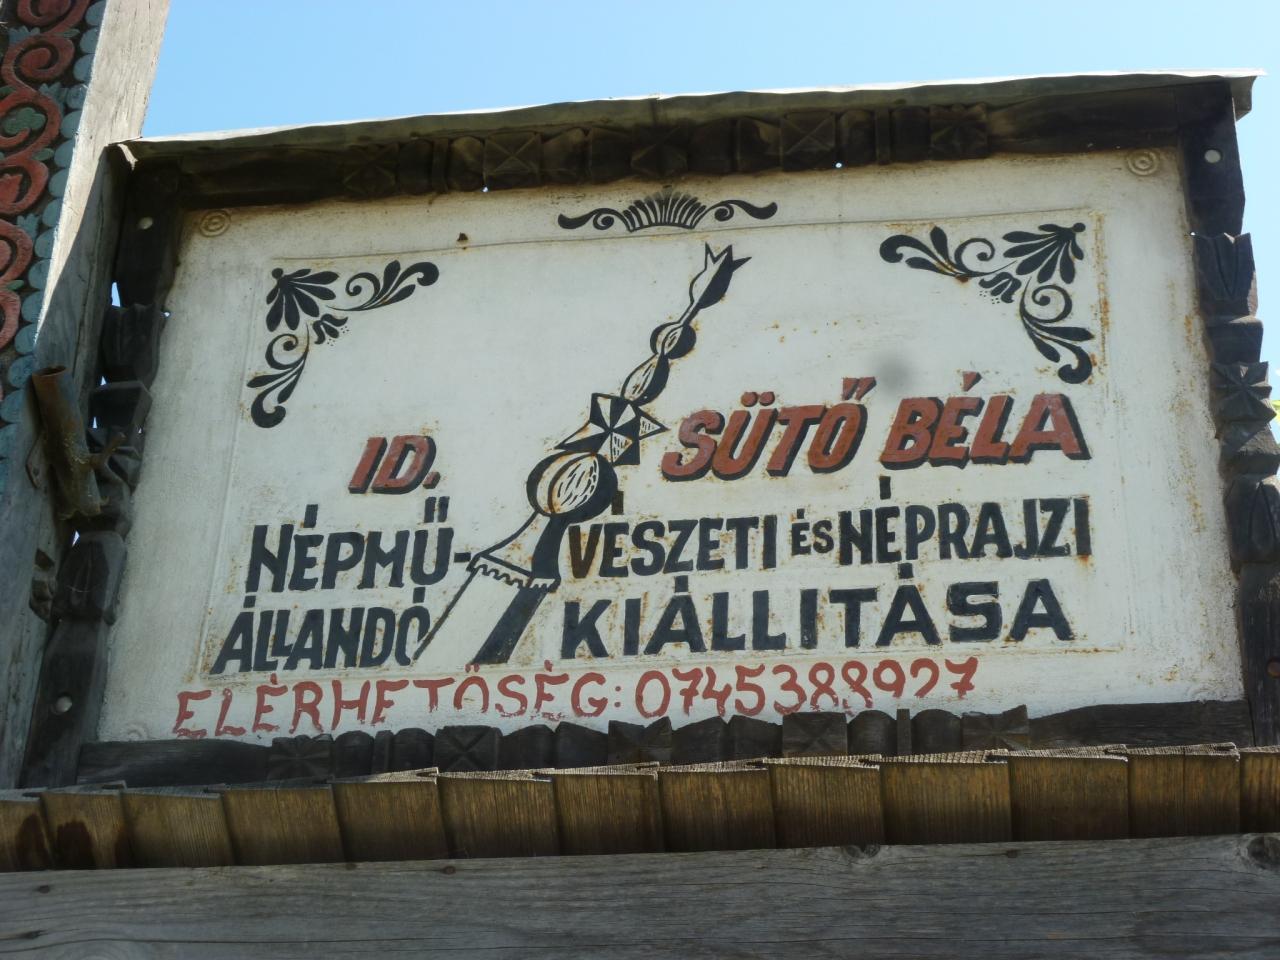 ID. SÜTŐ BÉLA
NÉPMŰVESZETI ÉS NÉPRAJZI
ÁLLANDÓ KIÁLLITÁSA
ELÉRHETŐSÉG: 0745388927